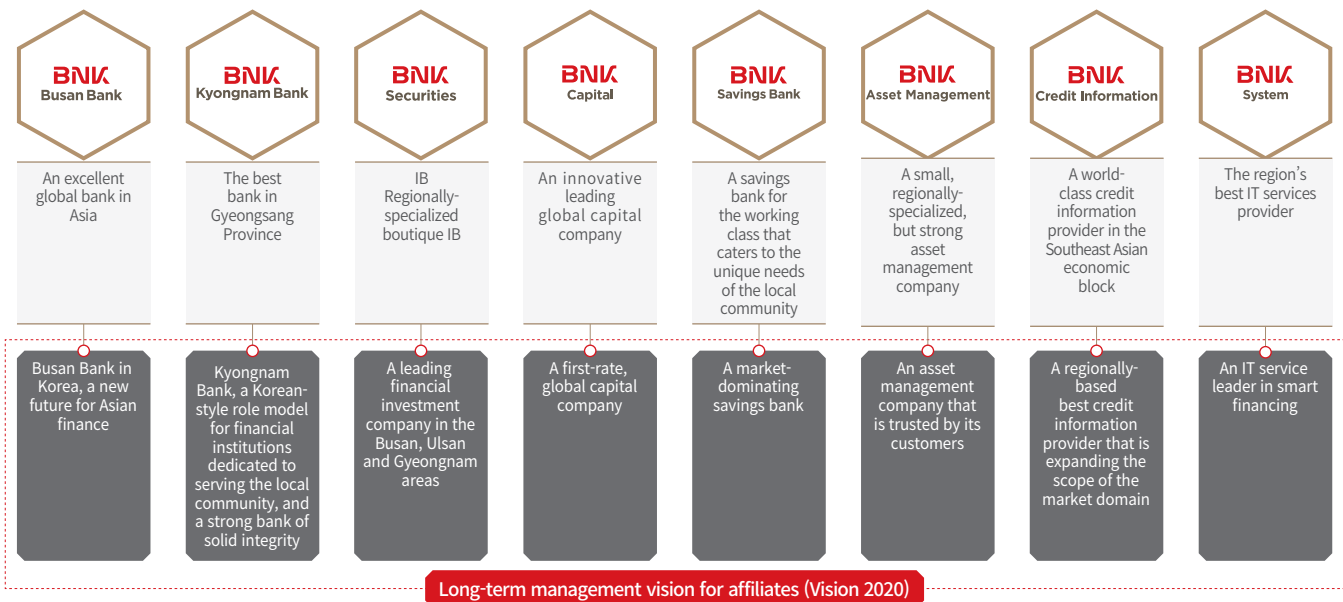 BNK
Busan Bank
BNK
Kyongnam Bank
BNK
Securities
BNK
Capital
BNK
Savings Bank
BNK
Asset Management
BNK
Credit Information
BNK
System
An excellent
global bank in
Asia
The best
bank in
Gyeongsang
Province
IB
Regionally-
specialized
boutique IB
An innovative
leading
global capital
company
A savings
bank for
the working
class that
caters to the
unique needs
of the local
community
A small,
regionally-
specialized,
but strong
asset
management
company
A world-
class credit
information
provider in the
Southeast Asian
economic
block
The region's
best IT services
provider
Busan Bank in
Korea, a new
future for Asian
finance
Kyongnam
Bank, a Korean-
style role model
for financial
institutions
dedicated to
serving the local
community, and
a strong bank of
solid integrity
A leading
financial
investment
company in the
Busan, Ulsan
and Gyeongnam
areas
A first-rate,
global capital
company
A market-
dominating
savings bank
An asset
management
company that
is trusted by its
customers
A regionally-
based
best credit
information
provider that is
expanding the
scope of the
market domain
An IT service
leader in smart
financing
Long-term management vision for affiliates (Vision 2020)